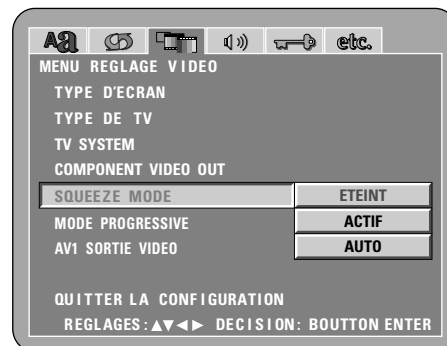 Aa etc.
MENU REGLAGE VIDEO
TYPE D'ECRAN
TYPE DE TV
TV SYSTEM
COMPONENT VIDEO OUT
SQUEEZE MODE ETEINT
MODE PROGRESSIVE ACTIF
AV1 SORTIE VIDEO AUTO
QUITTER LA CONFIGURATION
REGLAGES:▲▼◀▶ DECISION: BOUTTON ENTER